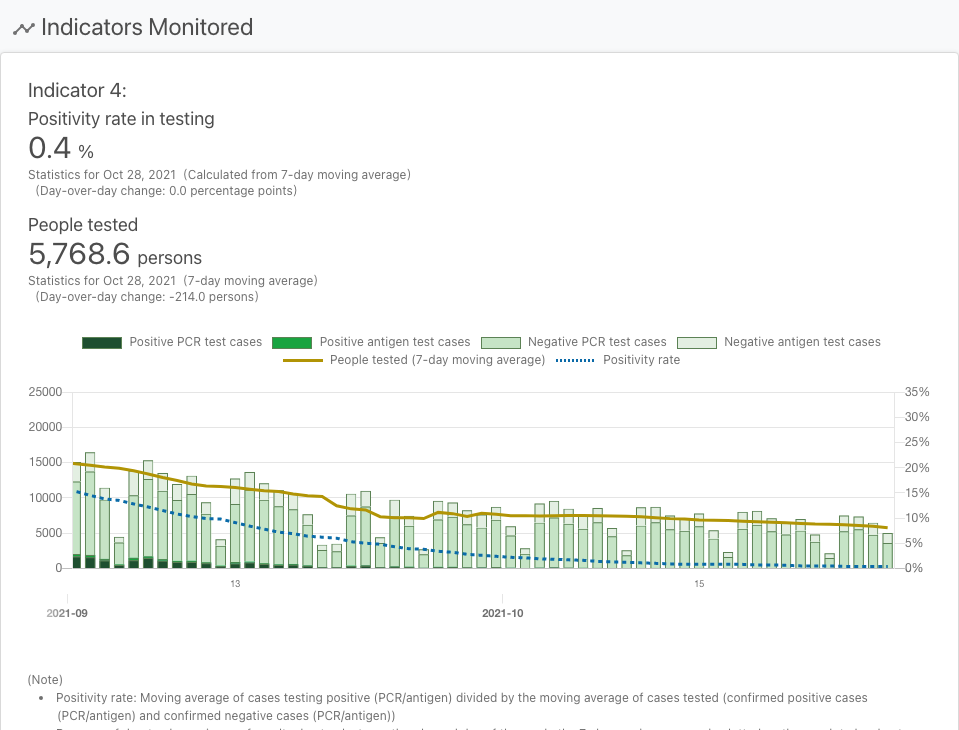 Indicators Monitored
Indicator 4:
Positivity rate in testing
0.4 %
Statistics for Oct 28, 2021 (Calculated from 7-day moving average)
(Day-over-day change: 0.0 percentage points)
People tested
5,768.6 persons
Statistics for Oct 28, 2021 (7-day moving average)
(Day-over-day change: -214.0 persons)
Positive PCR test cases Positive antigen test cases Negative PCR test cases Negative antigen test cases
People tested (7-day moving average) Positivity rate
25000 35%
30%
20000
25%
15000 20%
15%
10000
10%
5000
5%
0 0%
13 15
2021-09 2021-10
(Note)
• Positivity rate: Moving average of cases testing positive (PCR/antigen) divided by the moving average of cases tested (confirmed positive cases
(PCR/antigen) and confirmed negative cases (PCR/antigen))